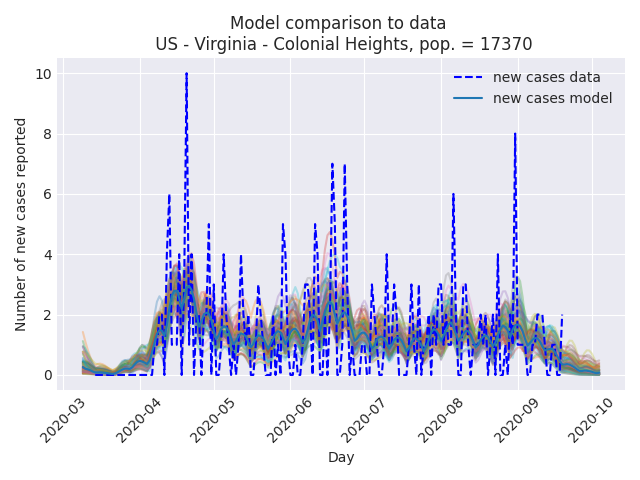 Model comparison to data
US - Virginia - Colonial Heights, pop. = 17370
new cases data
new cases model
Number of new cases reported
10
8
6
4
2
0
2020-03
2020-04
2020-05
2020-06
2020-07
2020-08
2020-09
2020-10
Day